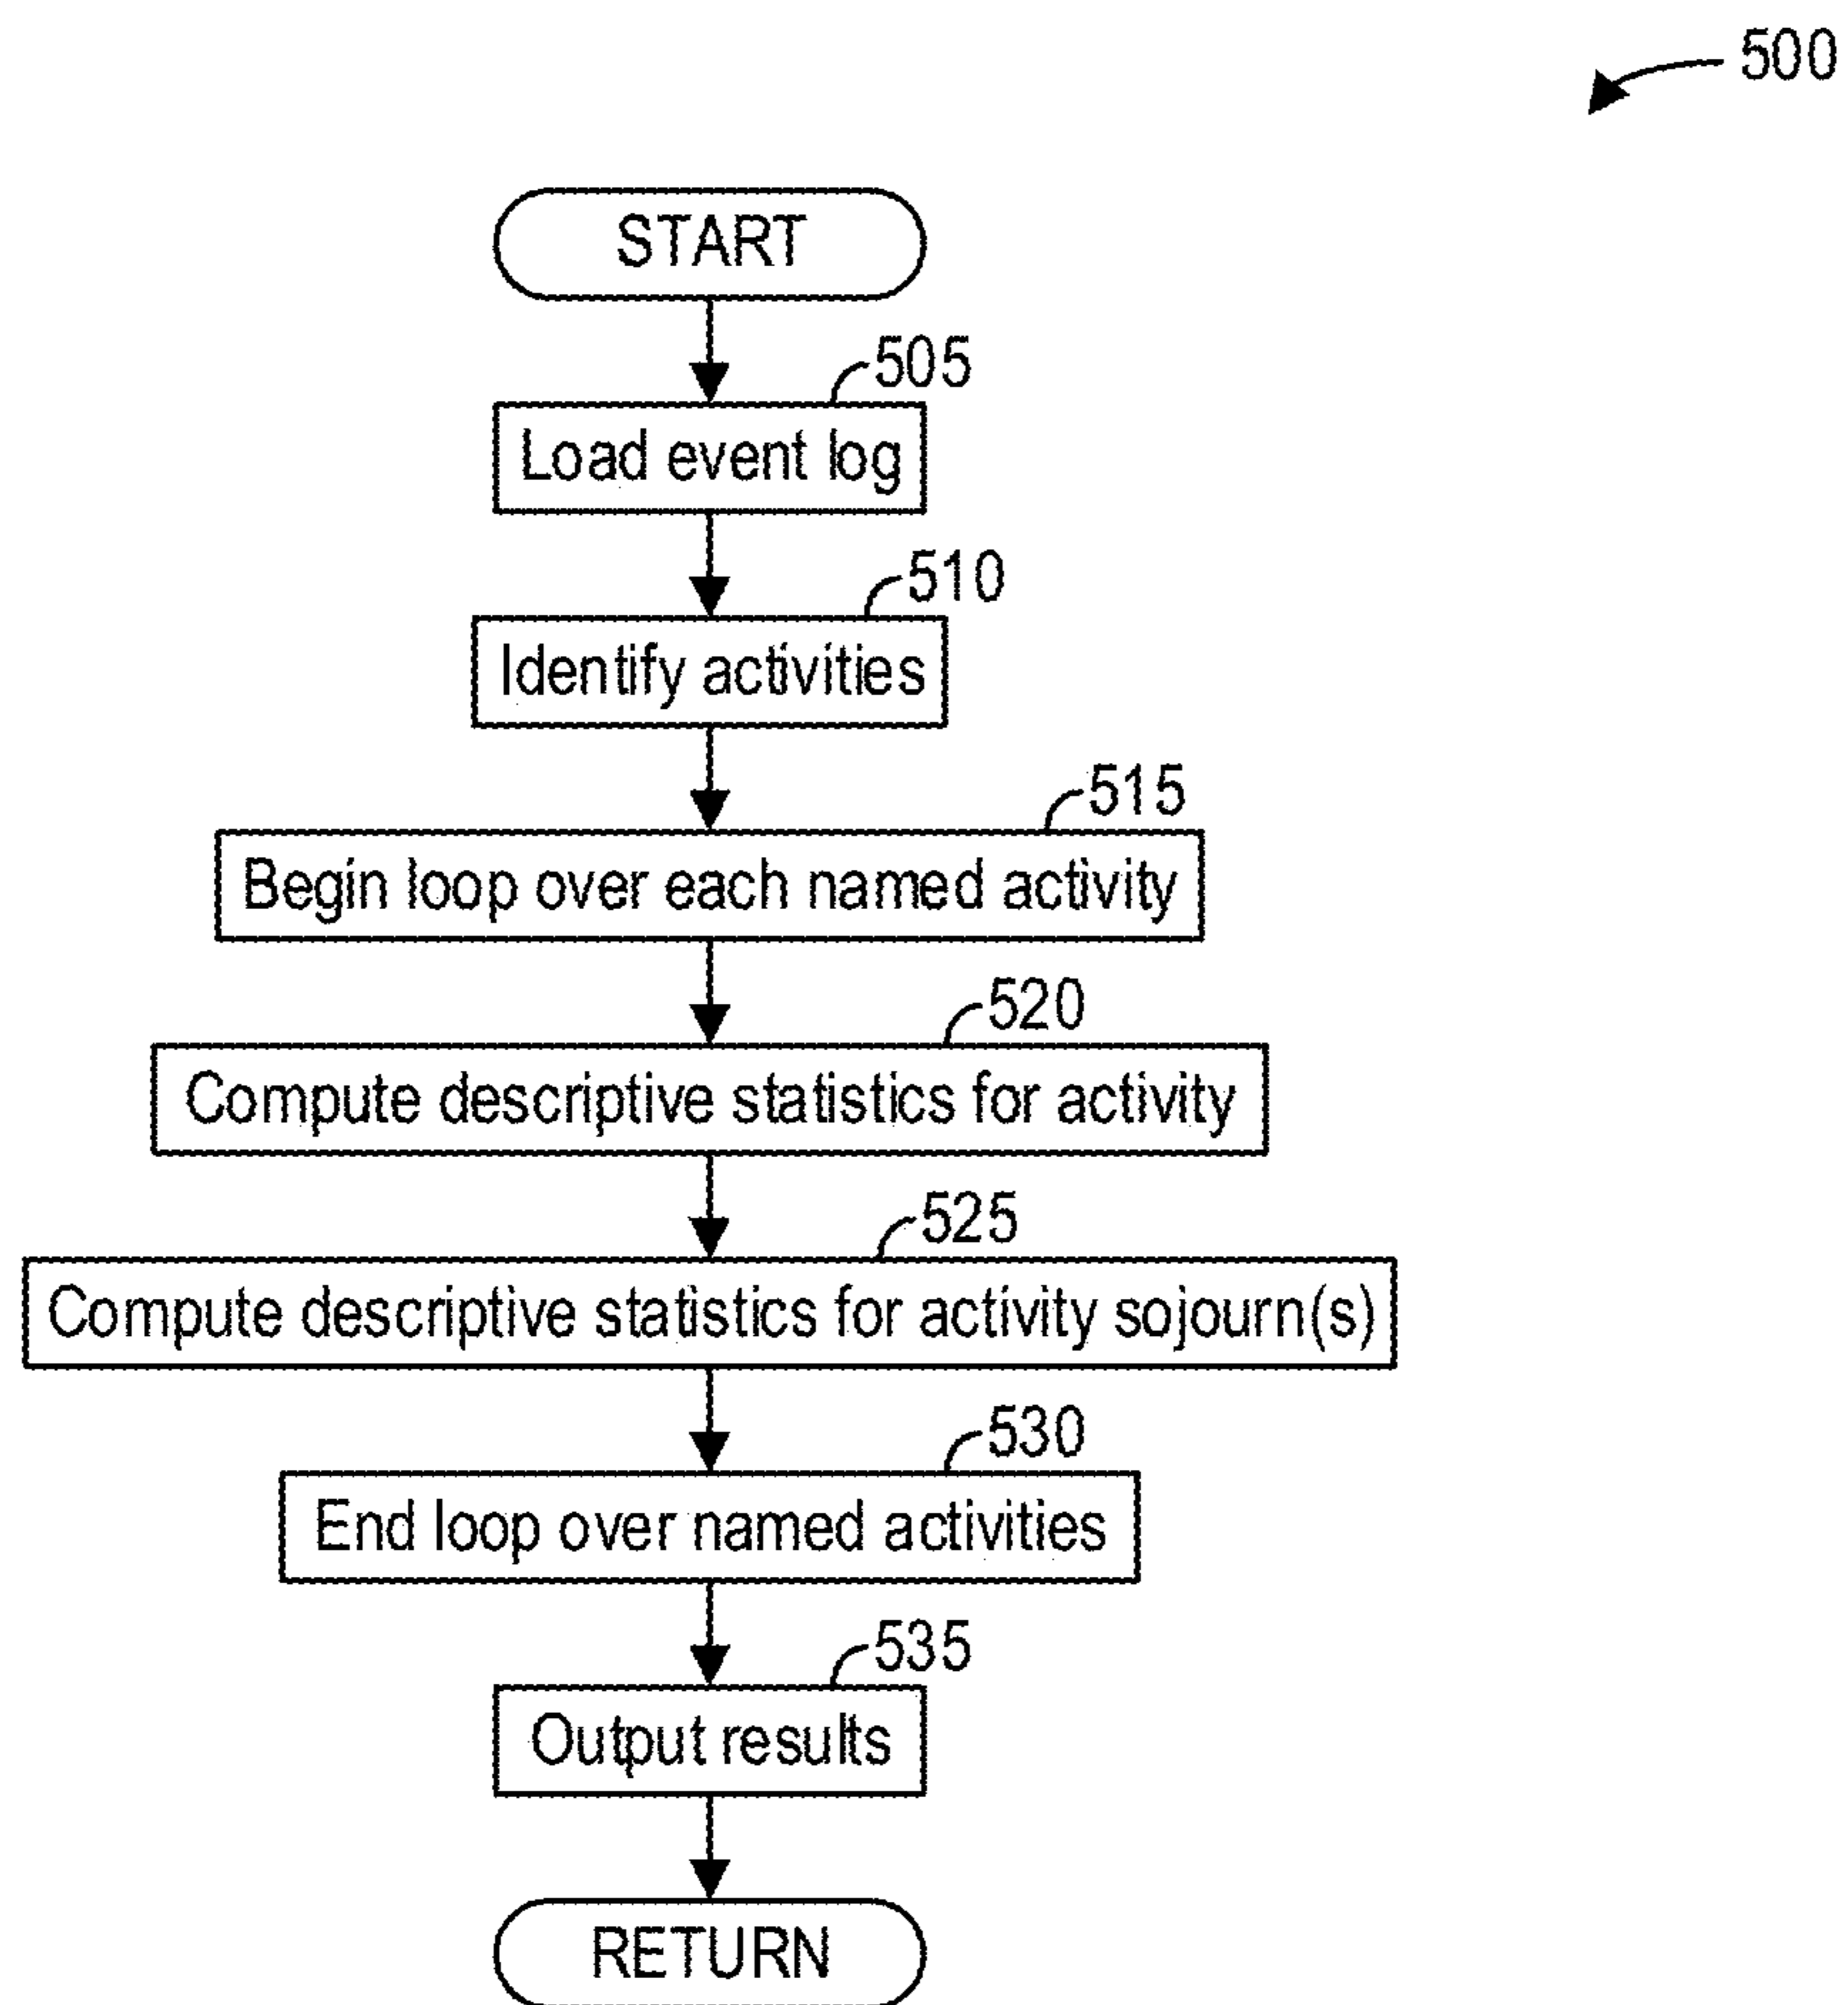 500
START
505
Load event log
510
Identify activities
515
Begin loop over each named activity
520
Compute descriptive statistics for activity
525
Compute descriptive statistics for activity sojourn(s)
530
End loop over named activities
535
Output results
RETURN